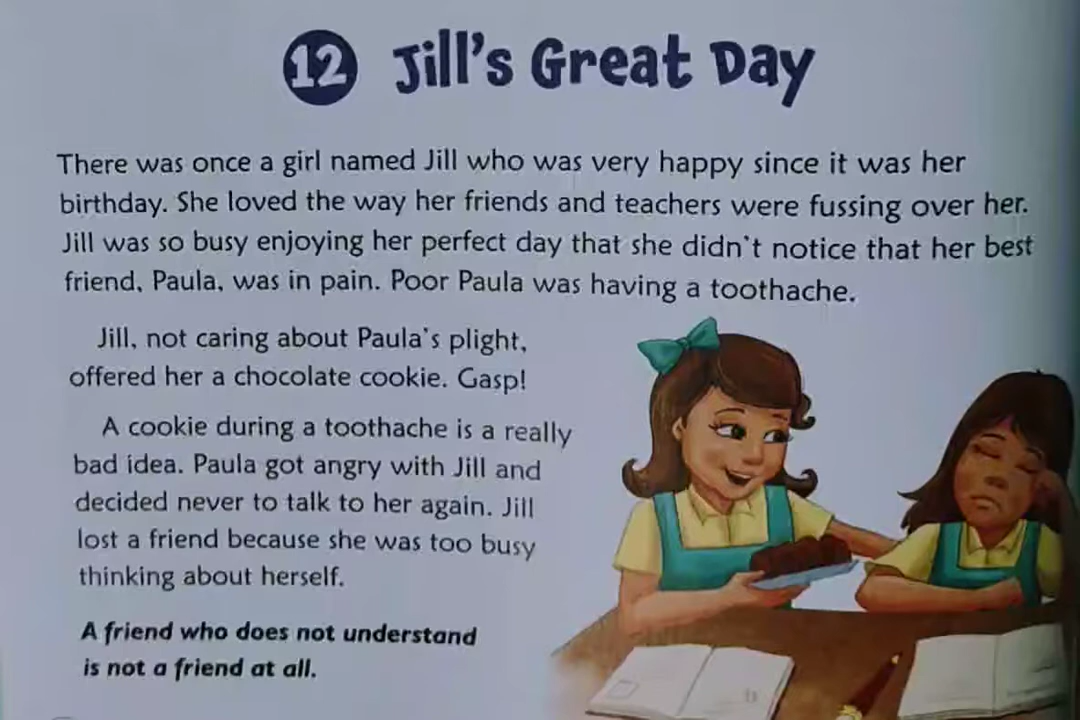 12 Jill's Great Day
There was once a girl named Jill who was very happy since it was her
birthday. She loved the way her friends and teachers were fussing over her.
Jill was so busy enjoying her perfect day that she didn't notice that her best
friend, Paula, was in pain. Poor Paula was having a toothache.
Jill, not caring about Paula's plight,
offered her a chocolate cookie. Gasp!
A cookie during a toothache is a really
bad idea. Paula got angry with Jill and
decided never to talk to her again. Jill
lost a friend because she was too busy
thinking about herself.
A friend who does not understand
is not a friend at all.